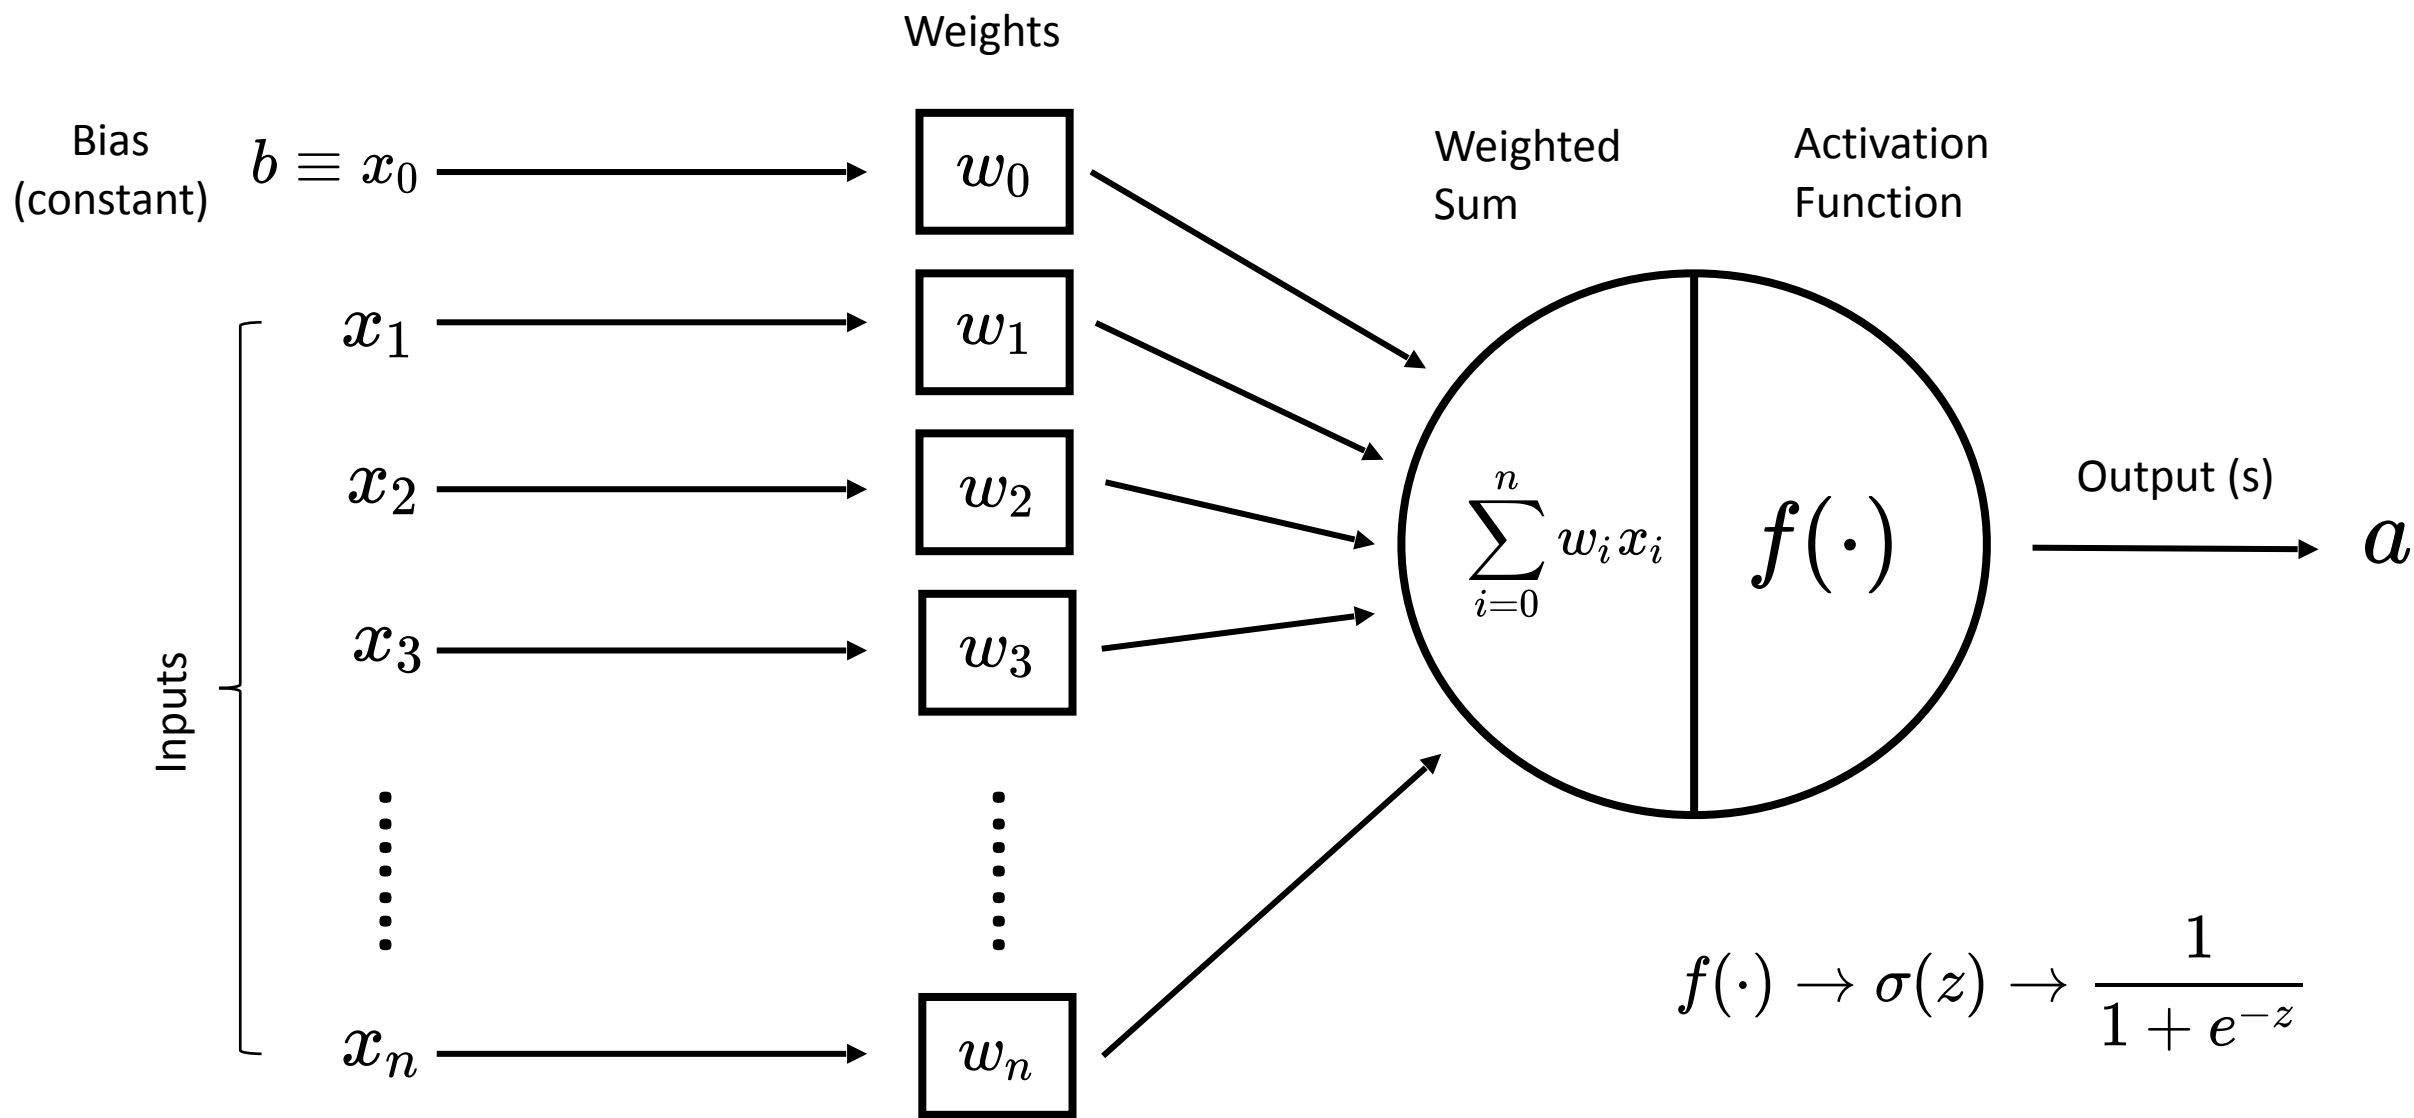 Weights
Bias
(constant)
b ≡ x₀
w₀
Weighted
Sum
Activation
Function
x₁
w₁
x₂
w₂
x₃
w₃
Inputs
∑ᵢ₌₀ⁿ wᵢxᵢ
f(·)
Output (s)
a
xₙ
wₙ
f(·) → σ(z) → 1 / (1 + e⁻ᶻ)